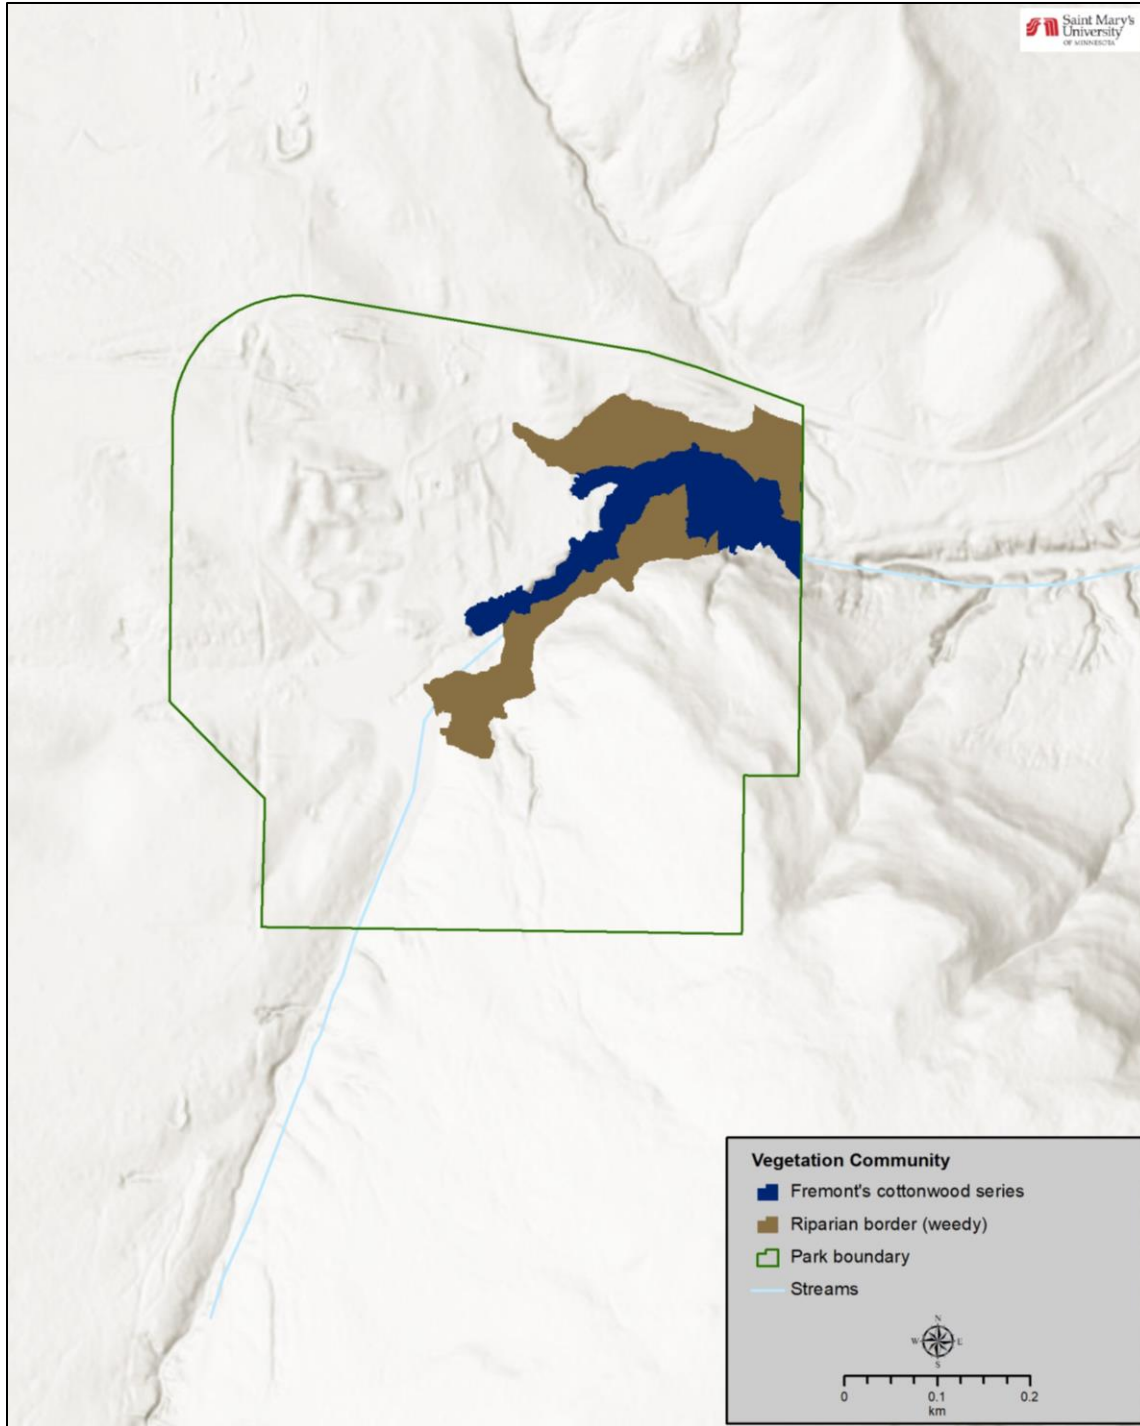 Saint Mary's
University
OF MINNESOTA
Vegetation Community
Fremont's cottonwood series
Riparian border (weedy)
Park boundary
Streams
N
W E
S
0 0.1 0.2
km